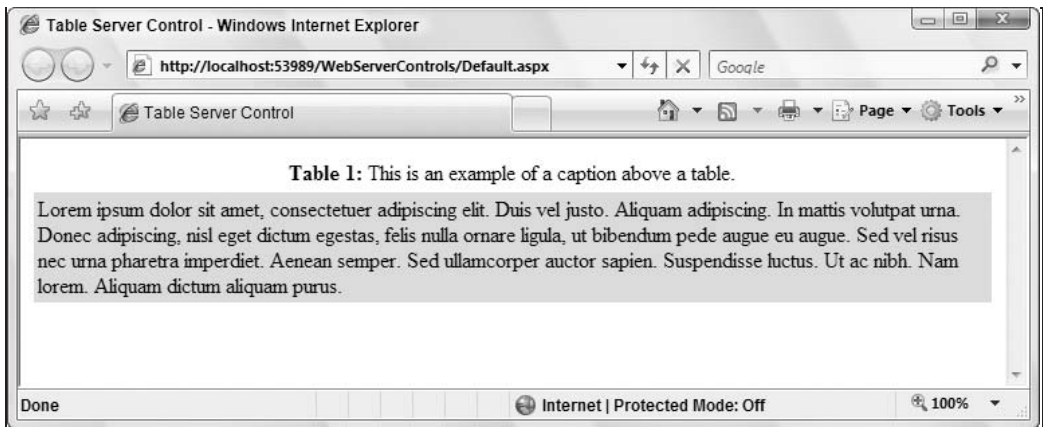 Table Server Control - Windows Internet Explorer
http://localhost:53989/WebServerControls/Default.aspx
Google
Table Server Control
Page
Tools
Table 1: This is an example of a caption above a table.
Lorem ipsum dolor sit amet, consectetuer adipiscing elit. Duis vel justo. Aliquam adipiscing. In mattis volutpat urna.
Donec adipiscing, nisl eget dictum egestas, felis nulla ornare ligula, ut bibendum pede augue eu augue. Sed vel risus
nec urna pharetra imperdiet. Aenean semper. Sed ullamcorper auctor sapien. Suspendisse luctus. Ut ac nibh. Nam
lorem. Aliquam dictum aliquam purus.
Done
Internet | Protected Mode: Off
100%